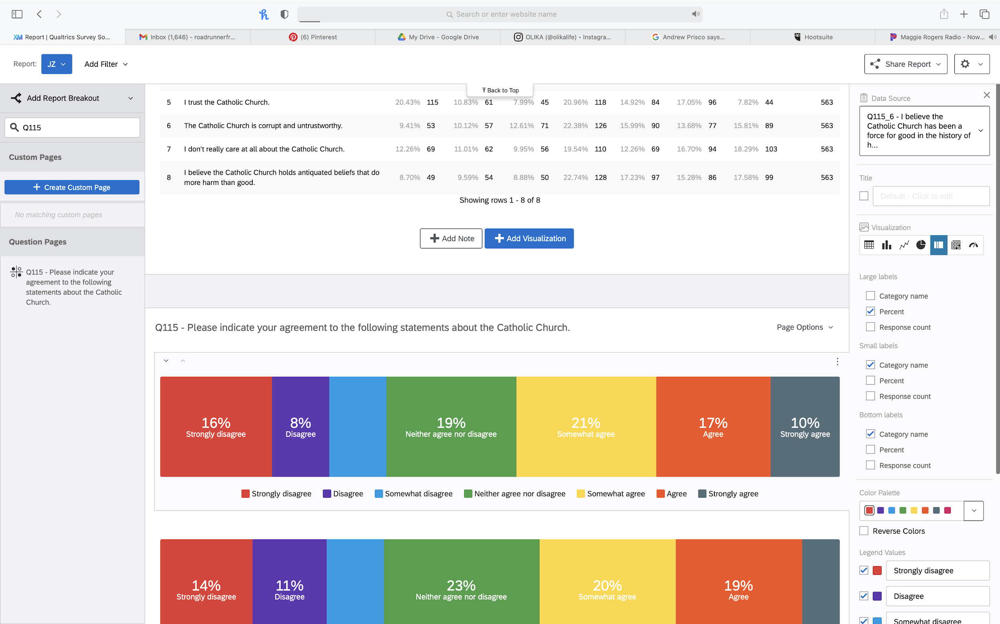 Search or enter website name
XM Report | Qualtrics Survey So...
Inbox (1,646) - roadrunnerfr...
(6) Pinterest
My Drive - Google Drive
OLIKA (@olikalife) • Instagra...
Andrew Prisco says...
Hootsuite
Maggie Rogers Radio - Now...
Report: JZ Add Filter
Share Report
Back to Top
Add Report Breakout
Q115
Custom Pages
+ Create Custom Page
No matching custom pages
Question Pages
Q115 - Please indicate your
agreement to the following
statements about the Catholic
Church.
5 I trust the Catholic Church. 20.43% 115 10.83% 61 7.99% 45 20.96% 118 14.92% 84 17.05% 96 7.82% 44 563
6 The Catholic Church is corrupt and untrustworthy. 9.41% 53 10.12% 57 12.61% 71 22.38% 126 15.99% 90 13.68% 77 15.81% 89 563
7 I don’t really care at all about the Catholic Church. 12.26% 69 11.01% 62 9.95% 56 19.54% 110 12.26% 69 16.70% 94 18.29% 103 563
8 I believe the Catholic Church holds antiquated beliefs that do
more harm than good. 8.70% 49 9.59% 54 8.88% 50 22.74% 128 17.23% 97 15.28% 86 17.58% 99 563
Showing rows 1 - 8 of 8
Add Note
Add Visualization
Q115 - Please indicate your agreement to the following statements about the Catholic Church.
Page Options
16% 8% 19% 21% 17% 10%
Strongly disagree Disagree Neither agree nor disagree Somewhat agree Agree Strongly agree
Strongly disagree Disagree Somewhat disagree Neither agree nor disagree Somewhat agree Agree Strongly agree
14% 11% 23% 20% 19%
Strongly disagree Disagree Neither agree nor disagree Somewhat agree Agree
Data Source
Q115_6 - I believe the
Catholic Church has been a
force for good in the history of
h...
Title
Default - Click to edit
Visualization
Large labels
Category name
Percent
Response count
Small labels
Category name
Percent
Response count
Bottom labels
Category name
Percent
Response count
Color Palette
Reverse Colors
Legend Values
Strongly disagree
Disagree
Somewhat disagree